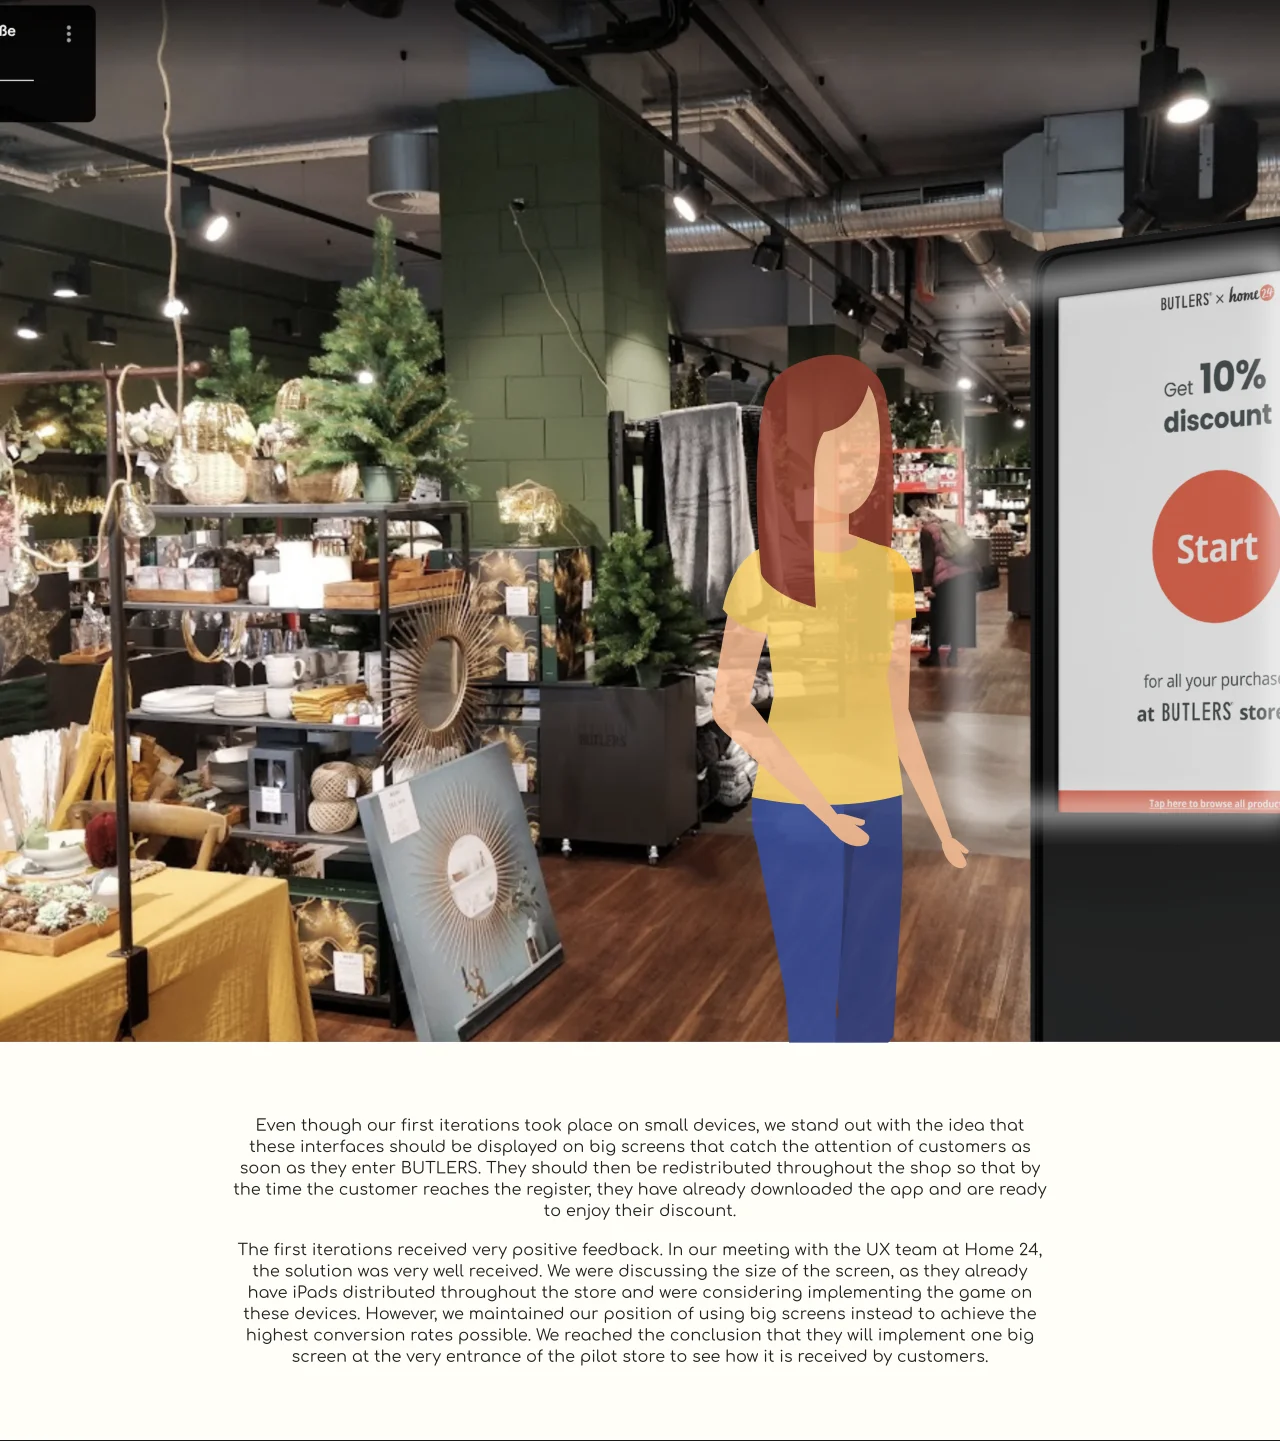 ße
BUTLERS × home24
Get 10%
discount
Start
for all your purchase
at BUTLERS store
Tap here to browse all produc
BUTLERS
Even though our first iterations took place on small devices, we stand out with the idea that
these interfaces should be displayed on big screens that catch the attention of customers as
soon as they enter BUTLERS. They should then be redistributed throughout the shop so that by
the time the customer reaches the register, they have already downloaded the app and are ready
to enjoy their discount.
The first iterations received very positive feedback. In our meeting with the UX team at Home 24,
the solution was very well received. We were discussing the size of the screen, as they already
have iPads distributed throughout the store and were considering implementing the game on
these devices. However, we maintained our position of using big screens instead to achieve the
highest conversion rates possible. We reached the conclusion that they will implement one big
screen at the very entrance of the pilot store to see how it is received by customers.